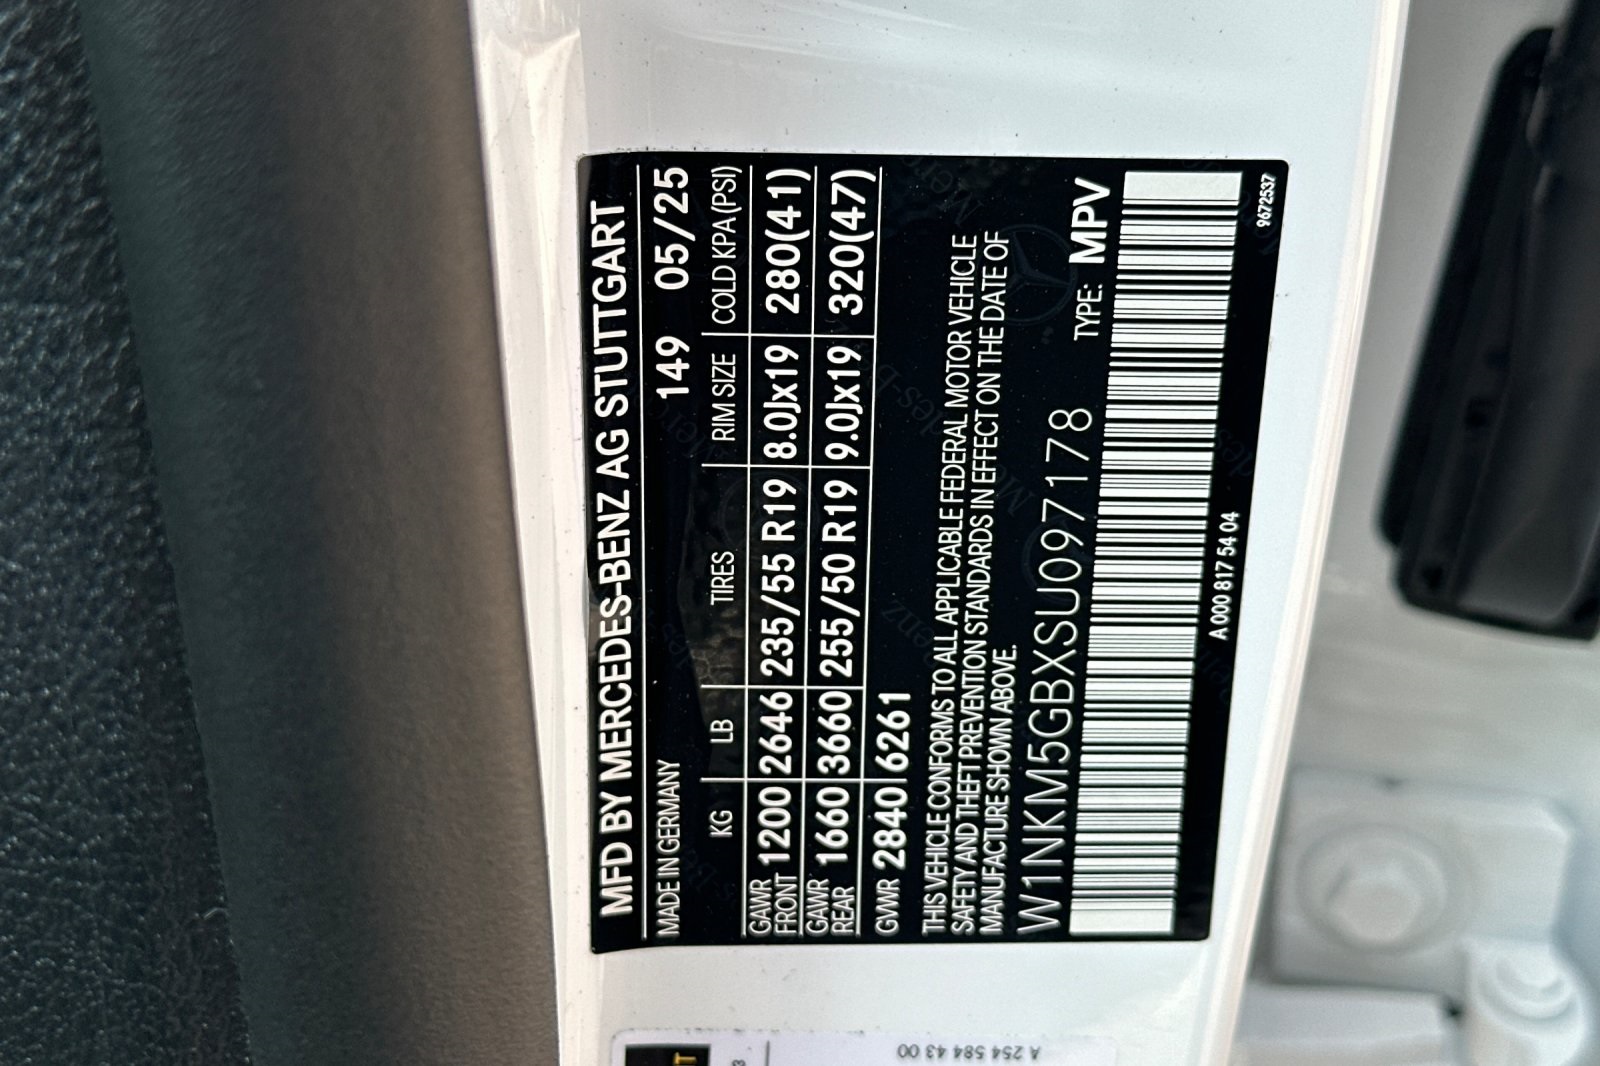 MFD BY MERCEDES-BENZ AG STUTTGART
MADE IN GERMANY 149 05/25
KG LB TIRES RIM SIZE COLD KPA (PSI)
GAWR FRONT 1200 2646 235/55 R19 8.0Jx19 280(41)
GAWR REAR 1660 3660 255/50 R19 9.0Jx19 320(47)
GVWR 2840 6261
THIS VEHICLE CONFORMS TO ALL APPLICABLE FEDERAL MOTOR VEHICLE
SAFETY AND THEFT PREVENTION STANDARDS IN EFFECT ON THE DATE OF
MANUFACTURE SHOWN ABOVE.
W1NKM5GBXSU097178 TYPE: MPV
A 000 817 54 04
9672537
A 254 584 43 00